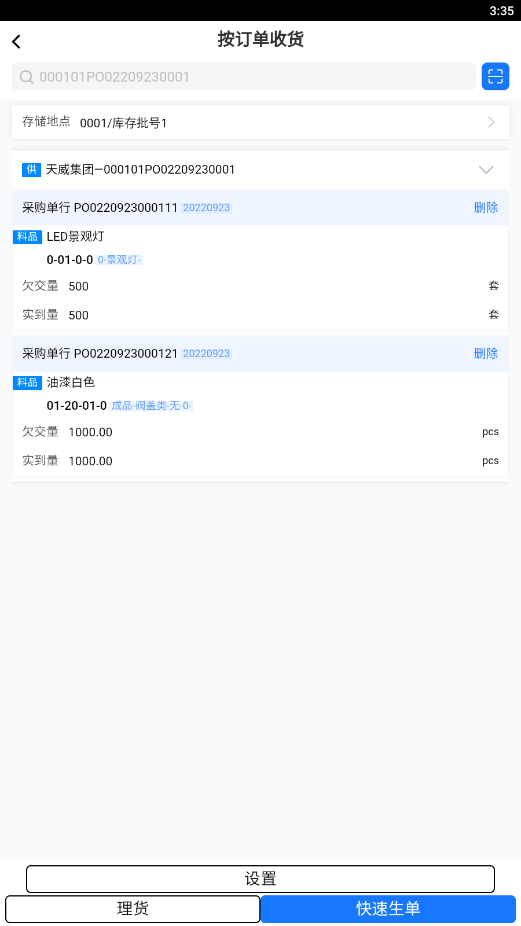 3:35
按订单收货
000101PO02209230001
存储地点 0001/库存批号1
供 天威集团—000101PO02209230001
采购单行 PO0220923000111 20220923 删除
料品 LED景观灯
0-01-0-0 0-景观灯-
欠交量 500 套
实到量 500 套
采购单行 PO0220923000121 20220923 删除
料品 油漆白色
01-20-01-0 成品-阀盖类-无-0-
欠交量 1000.00 pcs
实到量 1000.00 pcs
设置
理货 快速生单